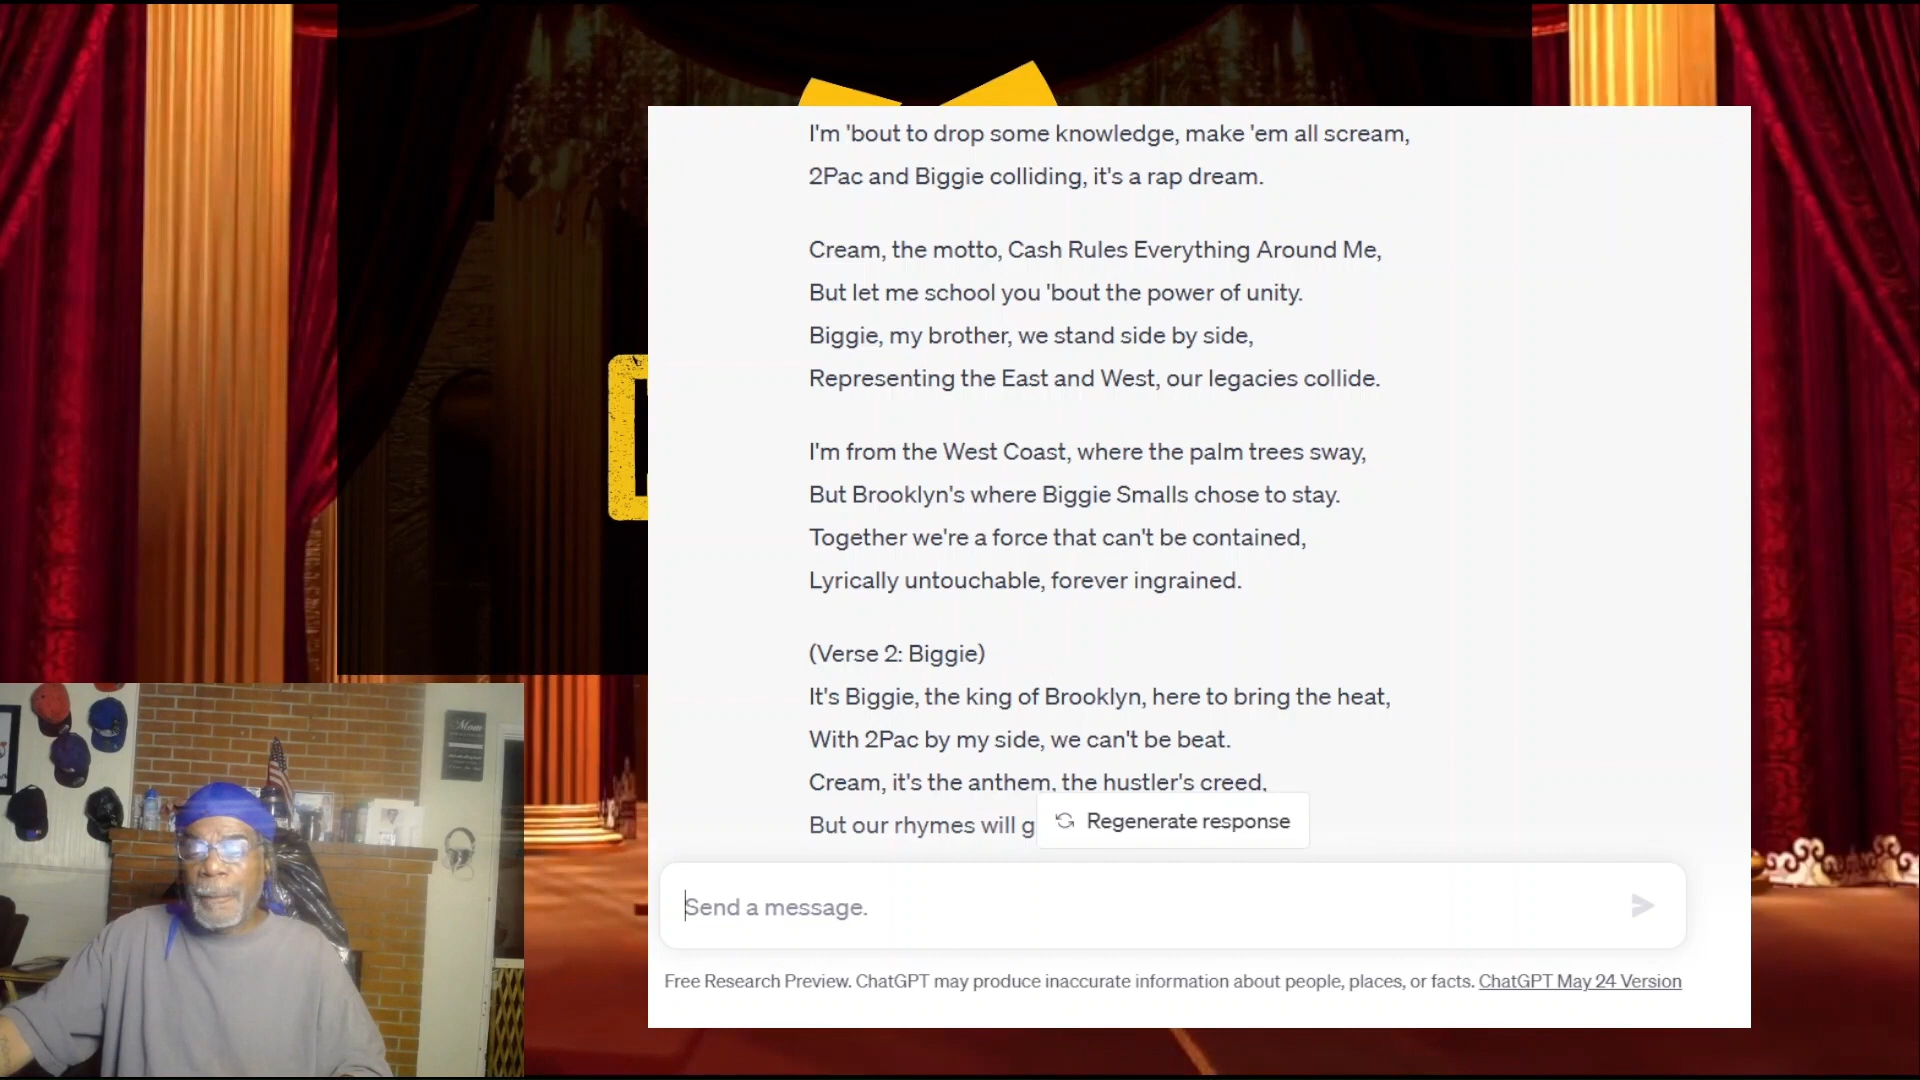 I'm 'bout to drop some knowledge, make 'em all scream,
2Pac and Biggie colliding, it's a rap dream.
Cream, the motto, Cash Rules Everything Around Me,
But let me school you 'bout the power of unity.
Biggie, my brother, we stand side by side,
Representing the East and West, our legacies collide.
I'm from the West Coast, where the palm trees sway,
But Brooklyn's where Biggie Smalls chose to stay.
Together we're a force that can't be contained,
Lyrically untouchable, forever ingrained.
(Verse 2: Biggie)
It's Biggie, the king of Brooklyn, here to bring the heat,
With 2Pac by my side, we can't be beat.
Cream, it's the anthem, the hustler's creed,
But our rhymes will g
Regenerate response
Send a message.
Free Research Preview. ChatGPT may produce inaccurate information about people, places, or facts. ChatGPT May 24 Version
Mom